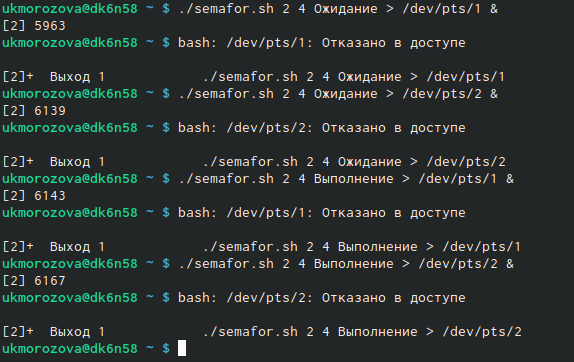 ukmorozova@dk6n58 ~ $ ./semafor.sh 2 4 Ожидание > /dev/pts/1 &
[2] 5963
ukmorozova@dk6n58 ~ $ bash: /dev/pts/1: Отказано в доступе
[2]+  Выход 1            ./semafor.sh 2 4 Ожидание > /dev/pts/1
ukmorozova@dk6n58 ~ $ ./semafor.sh 2 4 Ожидание > /dev/pts/2 &
[2] 6139
ukmorozova@dk6n58 ~ $ bash: /dev/pts/2: Отказано в доступе
[2]+  Выход 1            ./semafor.sh 2 4 Ожидание > /dev/pts/2
ukmorozova@dk6n58 ~ $ ./semafor.sh 2 4 Выполнение > /dev/pts/1 &
[2] 6143
ukmorozova@dk6n58 ~ $ bash: /dev/pts/1: Отказано в доступе
[2]+  Выход 1            ./semafor.sh 2 4 Выполнение > /dev/pts/1
ukmorozova@dk6n58 ~ $ ./semafor.sh 2 4 Выполнение > /dev/pts/2 &
[2] 6167
ukmorozova@dk6n58 ~ $ bash: /dev/pts/2: Отказано в доступе
[2]+  Выход 1            ./semafor.sh 2 4 Выполнение > /dev/pts/2
ukmorozova@dk6n58 ~ $